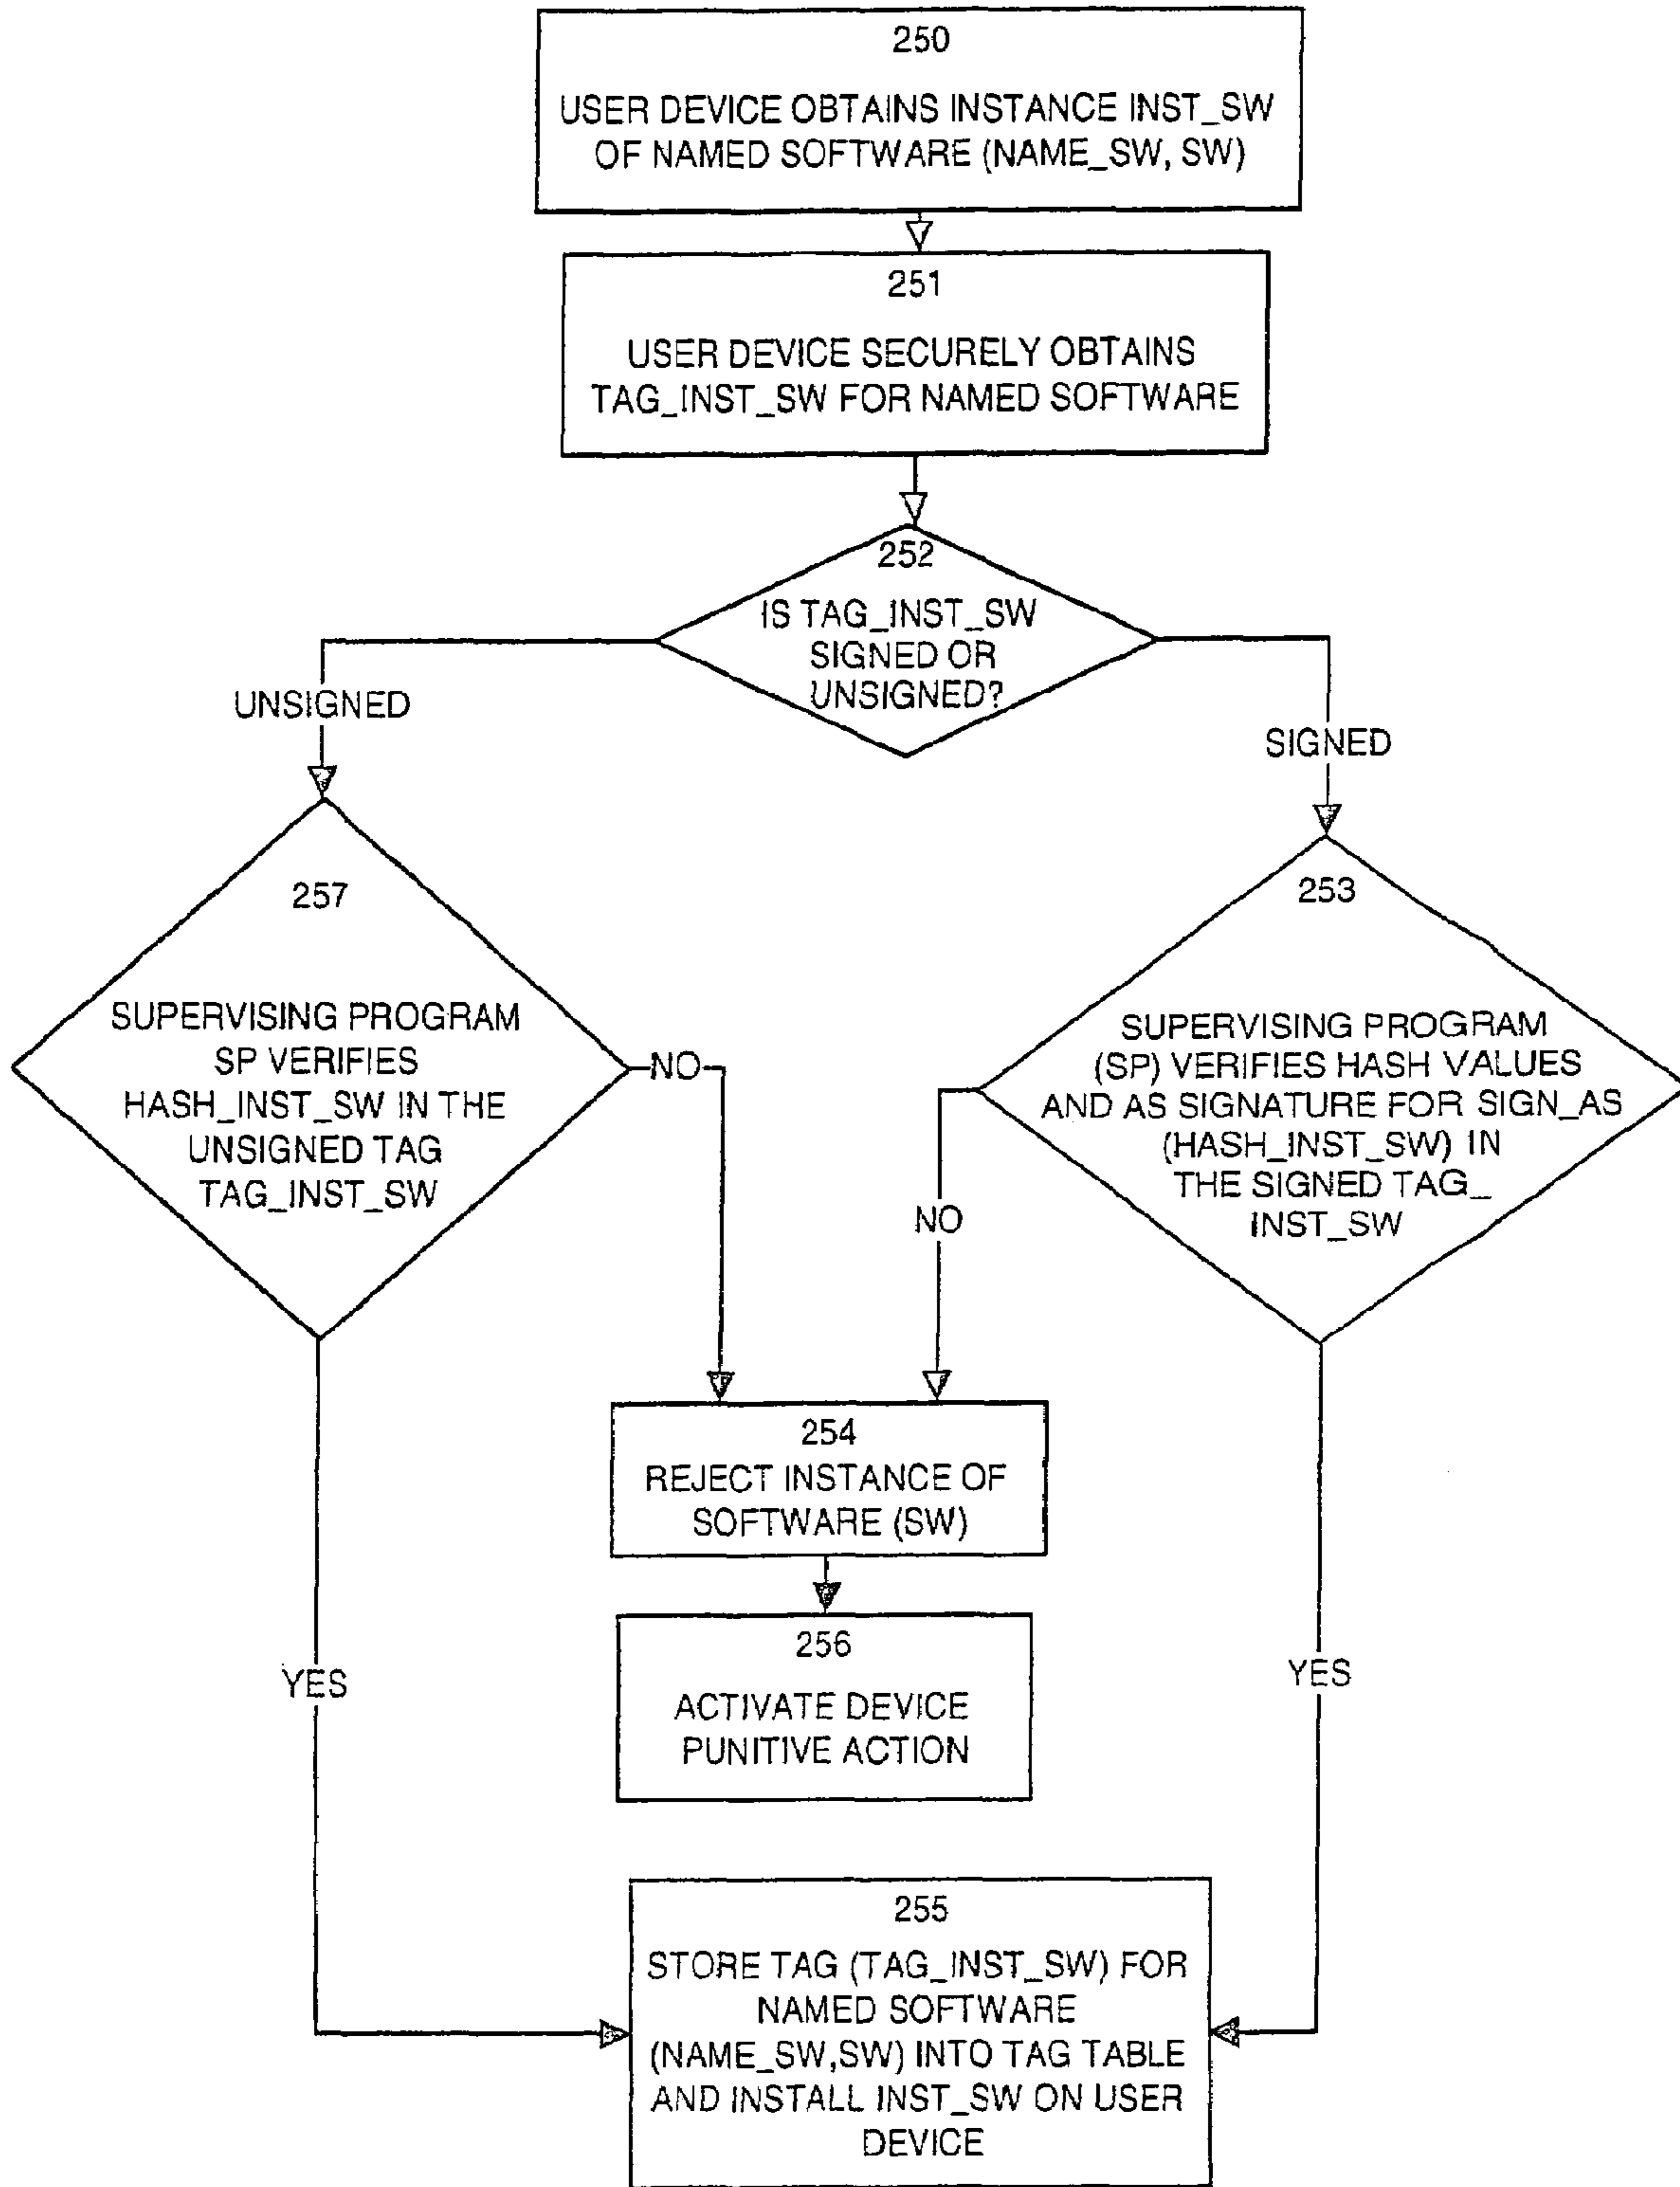 250
USER DEVICE OBTAINS INSTANCE INST_SW
OF NAMED SOFTWARE (NAME_SW, SW)
251
USER DEVICE SECURELY OBTAINS
TAG_INST_SW FOR NAMED SOFTWARE
252
IS TAG_INST_SW
SIGNED OR
UNSIGNED?
UNSIGNED
SIGNED
257
SUPERVISING PROGRAM
SP VERIFIES
HASH_INST_SW IN THE
UNSIGNED TAG
TAG_INST_SW
NO
253
SUPERVISING PROGRAM
(SP) VERIFIES HASH VALUES
AND AS SIGNATURE FOR SIGN_AS
(HASH_INST_SW) IN
THE SIGNED TAG_
INST_SW
NO
254
REJECT INSTANCE OF
SOFTWARE (SW)
256
ACTIVATE DEVICE
PUNITIVE ACTION
YES
YES
255
STORE TAG (TAG_INST_SW) FOR
NAMED SOFTWARE
(NAME_SW,SW) INTO TAG TABLE
AND INSTALL INST_SW ON USER
DEVICE